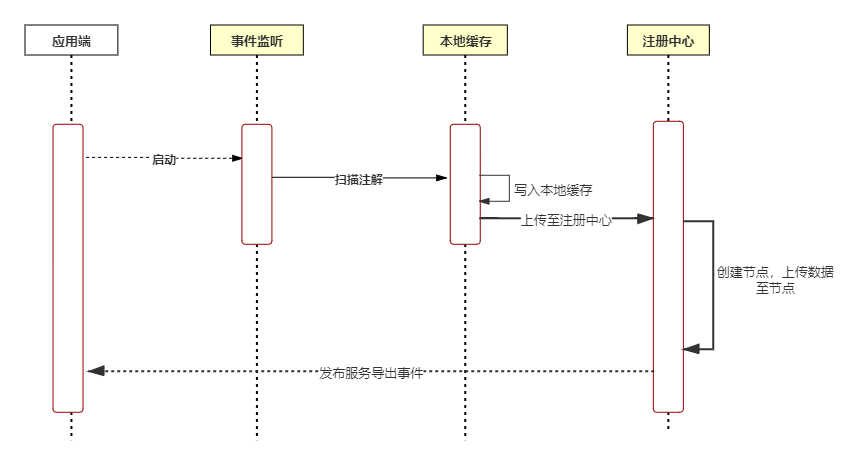 应用端
事件监听
本地缓存
注册中心
启动
扫描注解
写入本地缓存
上传至注册中心
创建节点，上传数据
至节点
发布服务导出事件